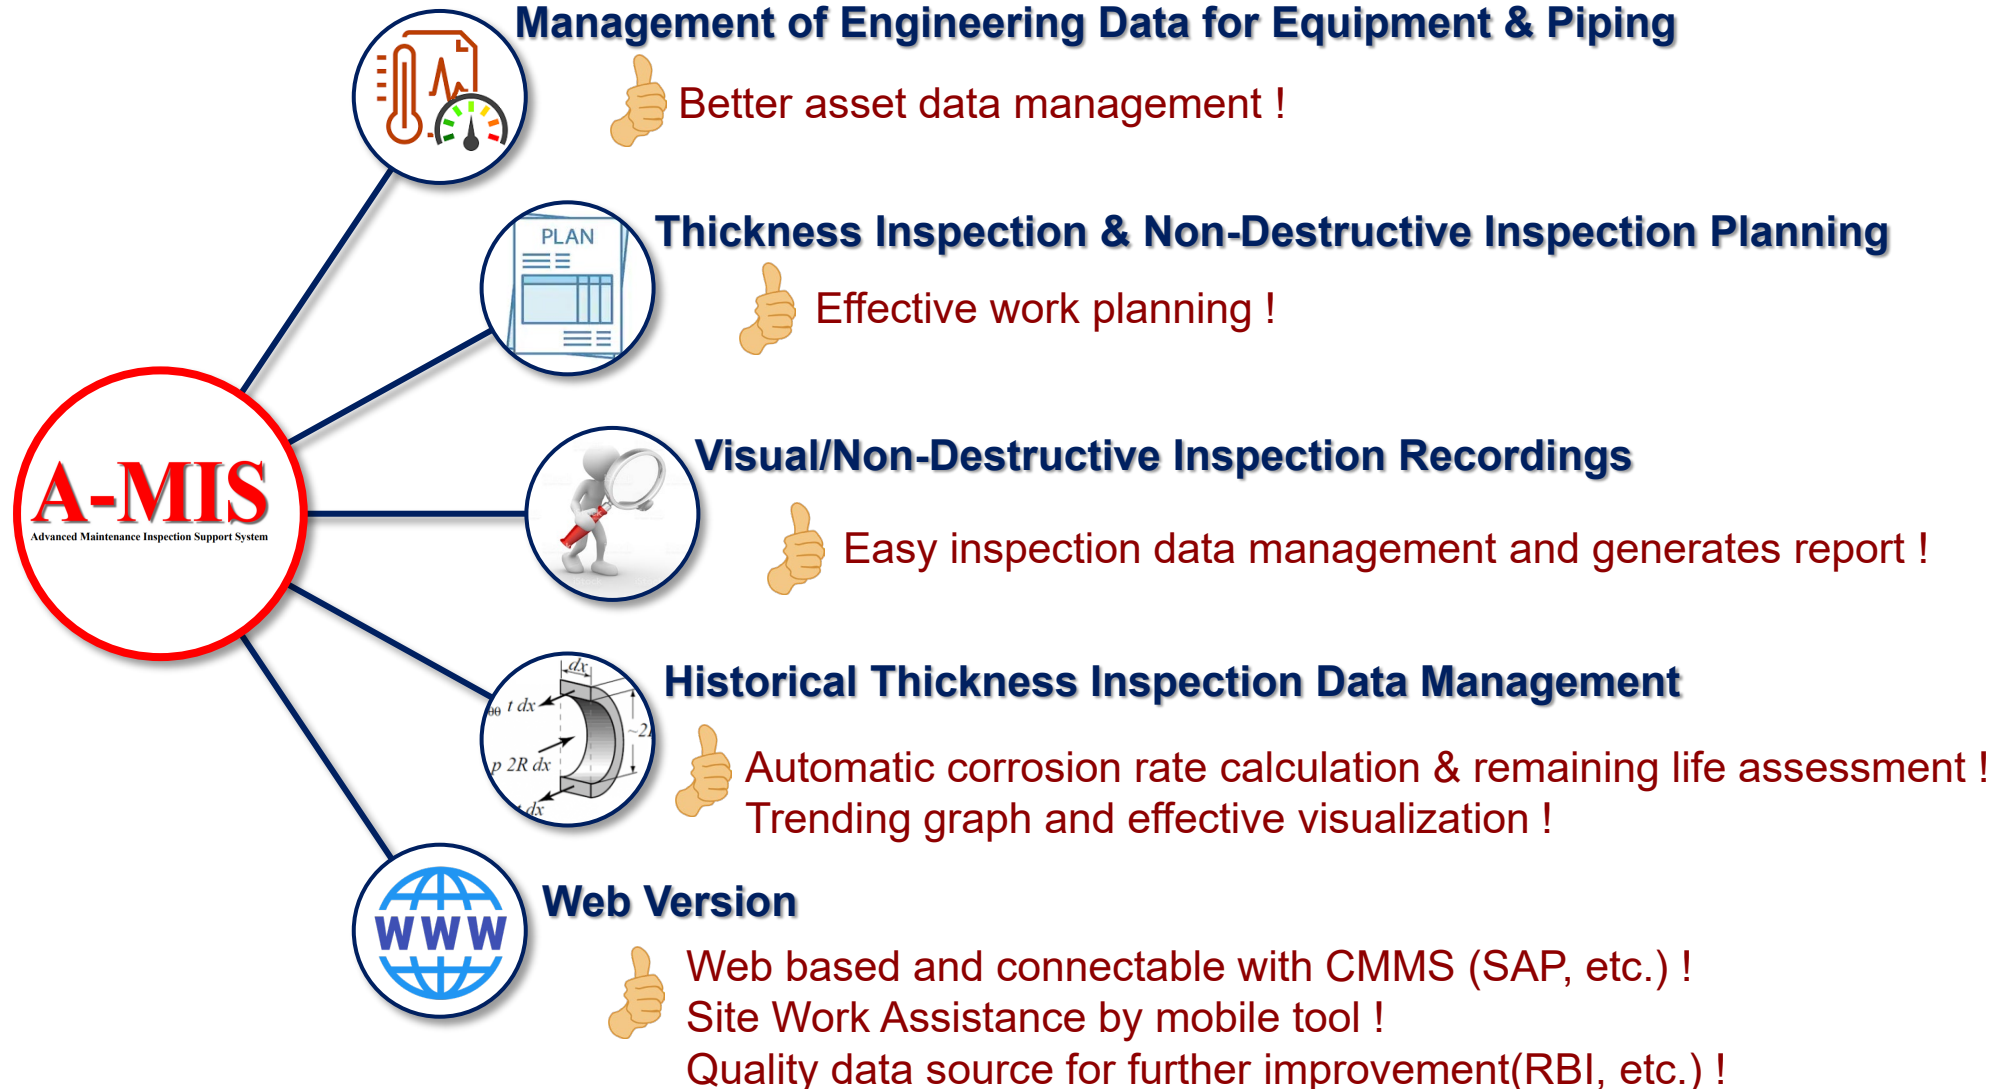 Management of Engineering Data for Equipment & Piping
Better asset data management !
PLAN
Thickness Inspection & Non-Destructive Inspection Planning
Effective work planning !
A-MIS
Advanced Maintenance Inspection Support System
Visual/Non-Destructive Inspection Recordings
Easy inspection data management and generates report !
dx
θθ t dx
p 2R dx
t dx
Historical Thickness Inspection Data Management
Automatic corrosion rate calculation & remaining life assessment !
Trending graph and effective visualization !
WWW
Web Version
Web based and connectable with CMMS (SAP, etc.) !
Site Work Assistance by mobile tool !
Quality data source for further improvement(RBI, etc.) !